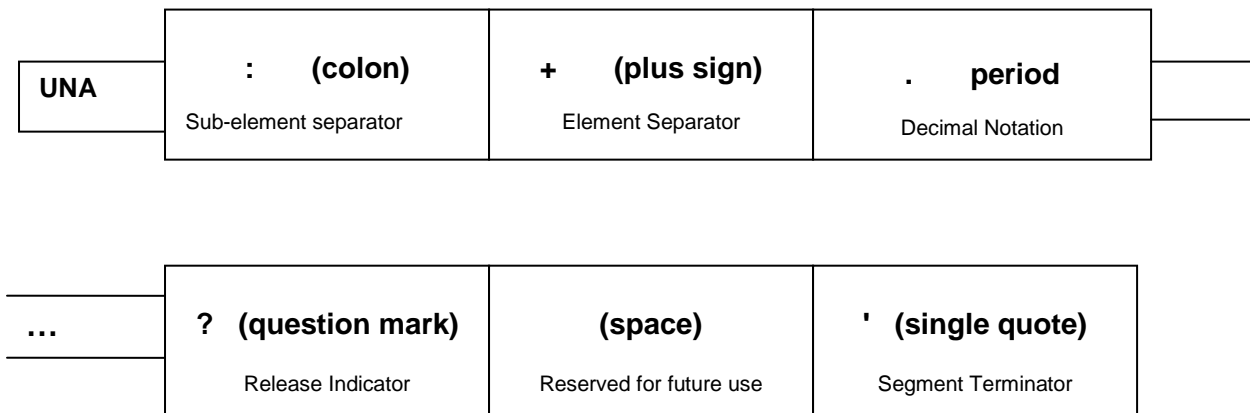 UNA
: (colon)
Sub-element separator
+ (plus sign)
Element Separator
. period
Decimal Notation
...
? (question mark)
Release Indicator
(space)
Reserved for future use
' (single quote)
Segment Terminator